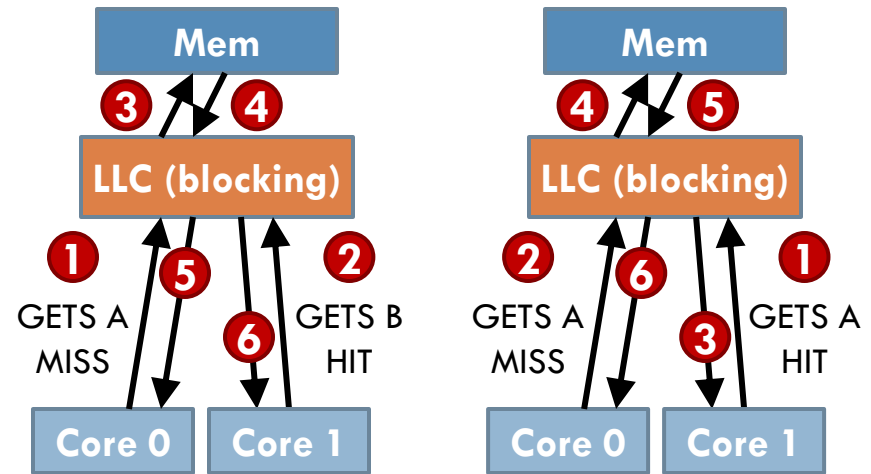 Mem
3
4
LLC (blocking)
1
5
2
GETS A
MISS
6
GETS B
HIT
Core 0
Core 1
Mem
4
5
LLC (blocking)
2
6
1
GETS A
MISS
3
GETS A
HIT
Core 0
Core 1